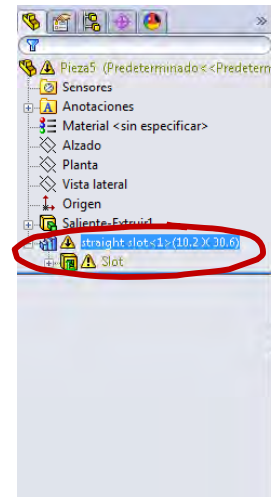 »
Pieza5 (Predeterminado<<Predetern
Sensores
A Anotaciones
Material <sin especificar>
Alzado
Planta
Vista lateral
Origen
Saliente-Extruir1
straight slot<1>(10.2 X 30.6)
Slot